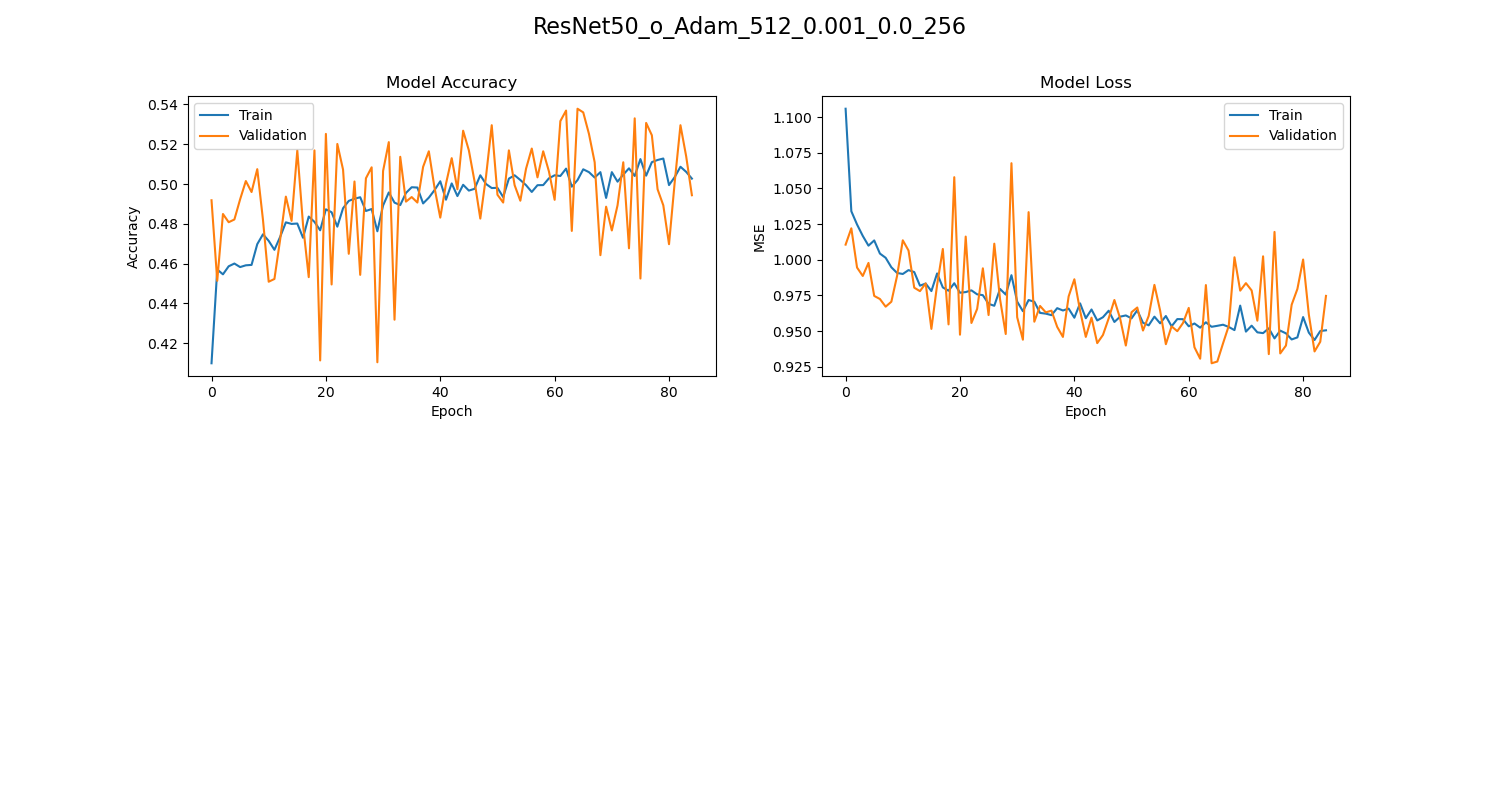 ResNet50_o_Adam_512_0.001_0.0_256
Model Accuracy
Train
Validation
0.54
0.52
0.50
0.48
0.46
0.44
0.42
Accuracy
0
20
40
60
80
Epoch
Model Loss
Train
Validation
1.100
1.075
1.050
1.025
1.000
0.975
0.950
0.925
MSE
0
20
40
60
80
Epoch